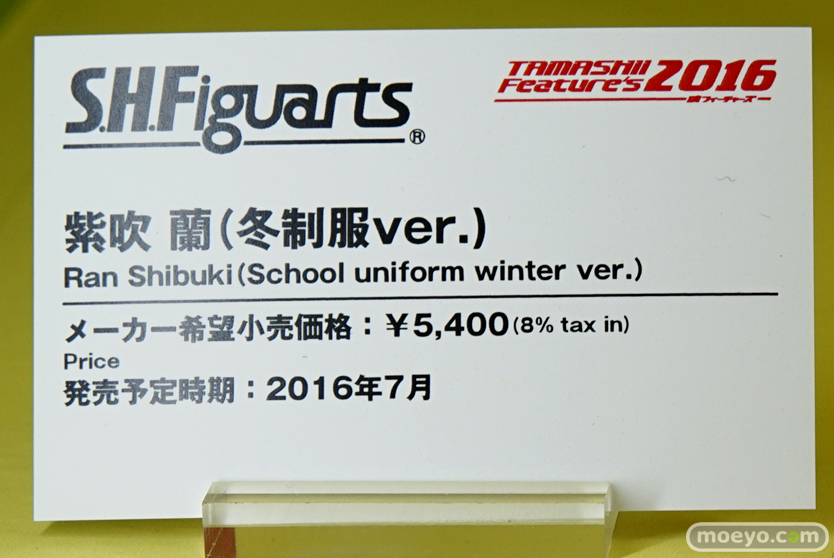 S.H.Figuarts®
TAMASHII
Feature's 2016
魂フィーチャーズ
紫吹 蘭(冬制服ver.)
Ran Shibuki(School uniform winter ver.)
メーカー希望小売価格：￥5,400(8% tax in)
Price
発売予定時期：2016年7月
moeyo.com